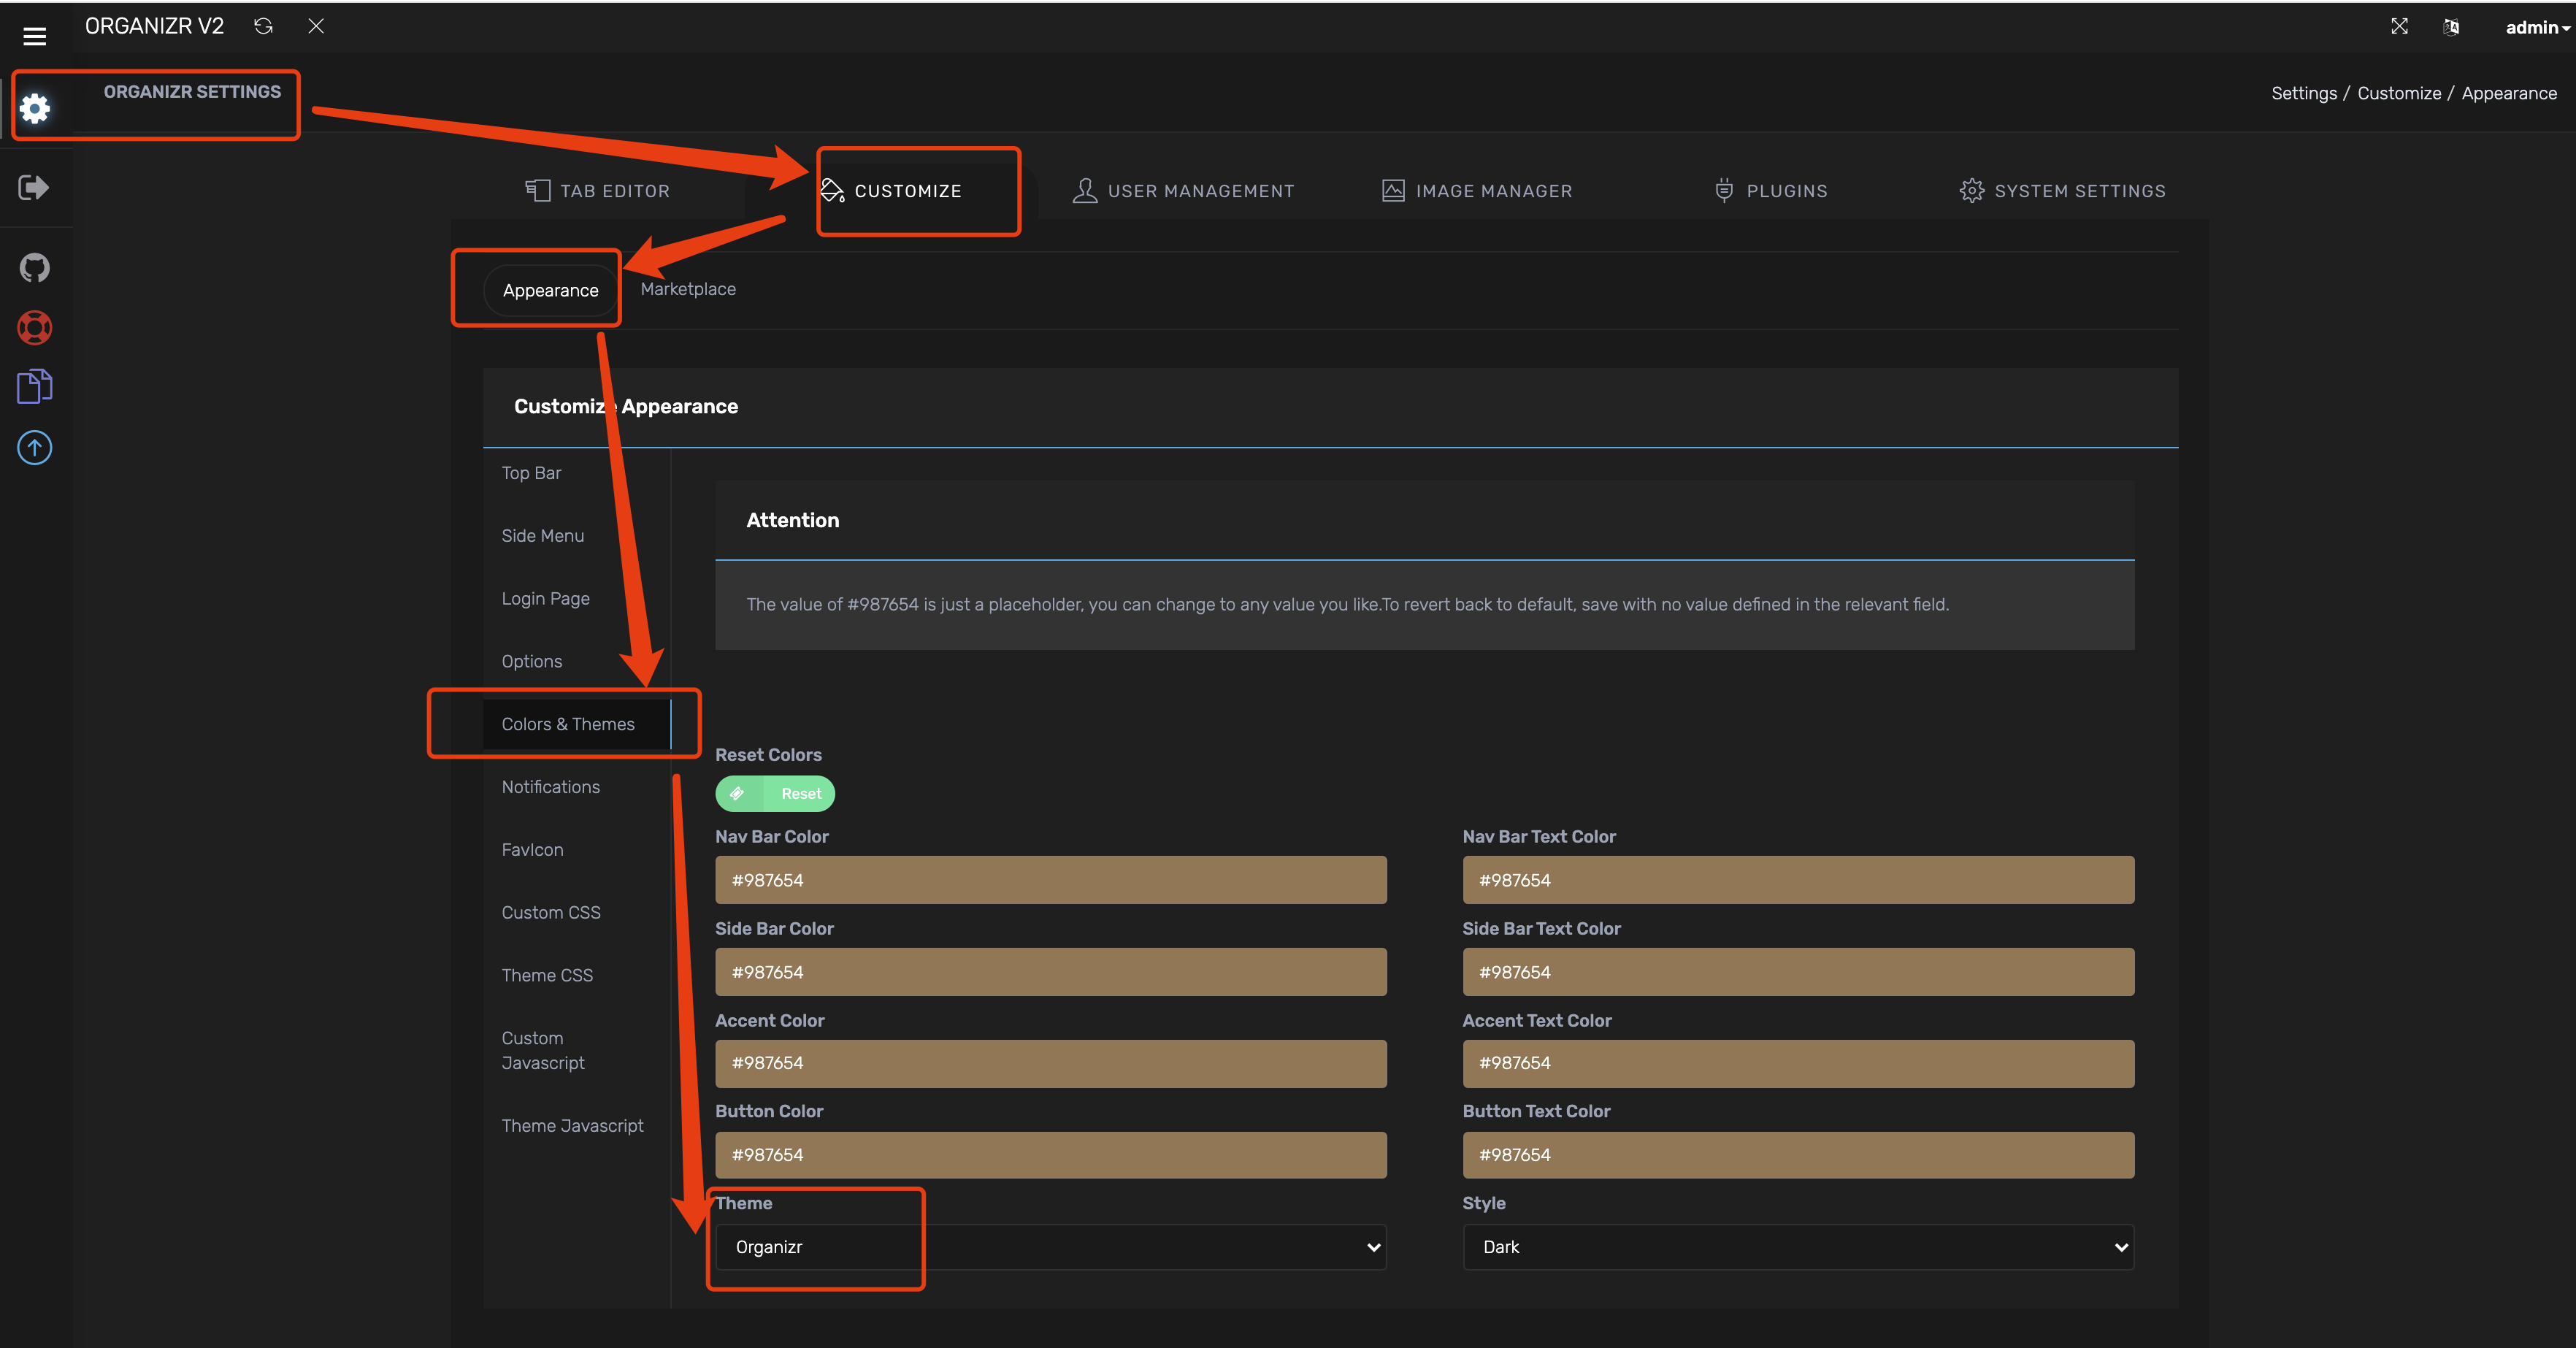 ORGANIZR V2
admin
ORGANIZR SETTINGS
Settings / Customize / Appearance
TAB EDITOR
CUSTOMIZE
USER MANAGEMENT
IMAGE MANAGER
PLUGINS
SYSTEM SETTINGS
Appearance
Marketplace
Customize Appearance
Top Bar
Side Menu
Login Page
Options
Colors & Themes
Notifications
FavIcon
Custom CSS
Theme CSS
Custom
Javascript
Theme Javascript
Attention
The value of #987654 is just a placeholder, you can change to any value you like.To revert back to default, save with no value defined in the relevant field.
Reset Colors
Reset
Nav Bar Color
#987654
Nav Bar Text Color
#987654
Side Bar Color
#987654
Side Bar Text Color
#987654
Accent Color
#987654
Accent Text Color
#987654
Button Color
#987654
Button Text Color
#987654
Theme
Organizr
Style
Dark